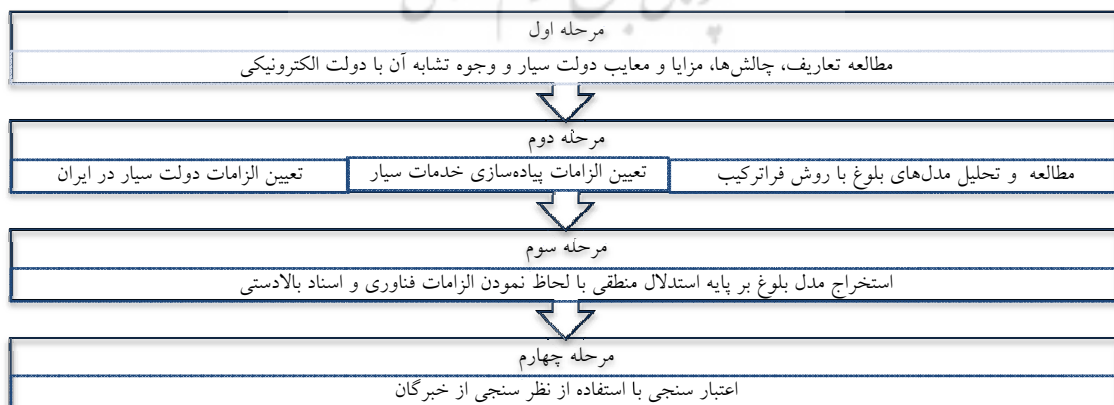 مرحله اول
مطالعه تعاریف، چالش‌ها، مزایا و معایب دولت سیار و وجوه تشابه آن با دولت الکترونیکی
مرحله دوم
مطالعه و تحلیل مدل‌های بلوغ با روش فراترکیب
تعیین الزامات پیاده‌سازی خدمات سیار
تعیین الزامات دولت سیار در ایران
مرحله سوم
استخراج مدل بلوغ بر پایه استدلال منطقی با لحاظ نمودن الزامات فناوری و اسناد بالادستی
مرحله چهارم
اعتبار سنجی با استفاده از نظر سنجی از خبرگان